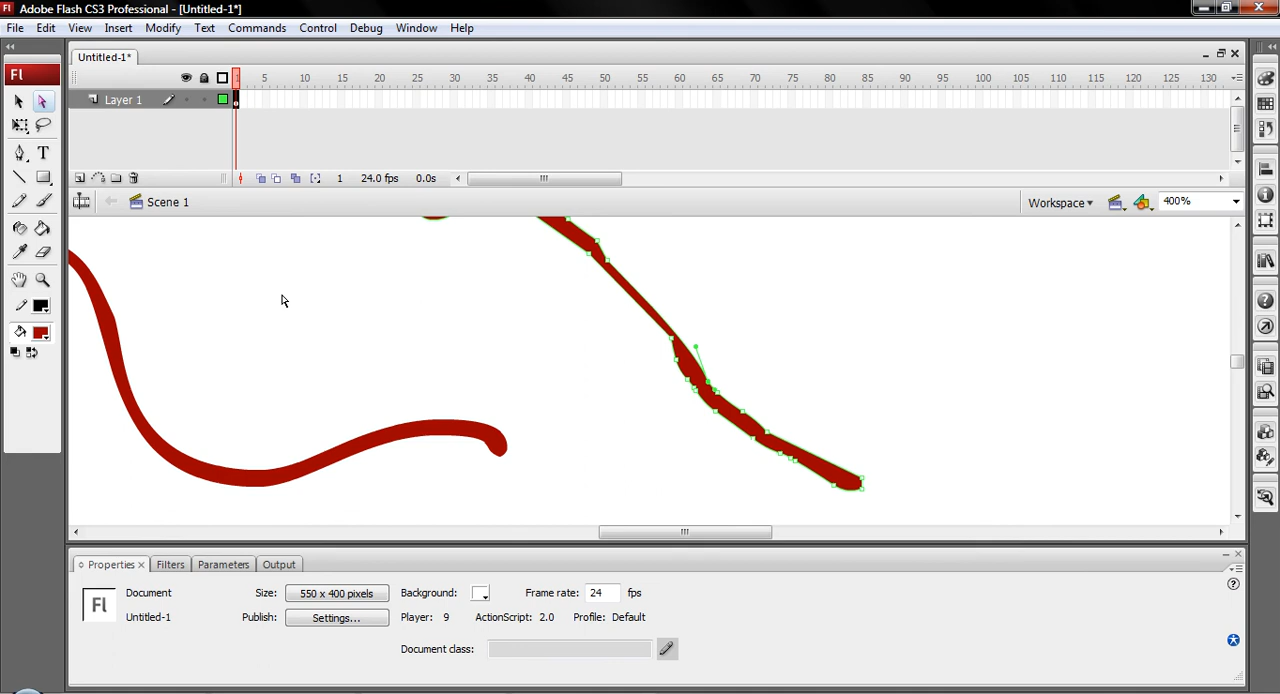 Fl Adobe Flash CS3 Professional - [Untitled-1*]
File Edit View Insert Modify Text Commands Control Debug Window Help
Untitled-1*
Fl
1 5 10 15 20 25 30 35 40 45 50 55 60 65 70 75 80 85 90 95 100 105 110 115 120 125 130
Layer 1
1 24.0 fps 0.0s
Scene 1 Workspace 400%
T
Properties Filters Parameters Output
Fl
Document Size: 550 x 400 pixels Background: Frame rate: 24 fps
Untitled-1 Publish: Settings... Player: 9 ActionScript: 2.0 Profile: Default
Document class: